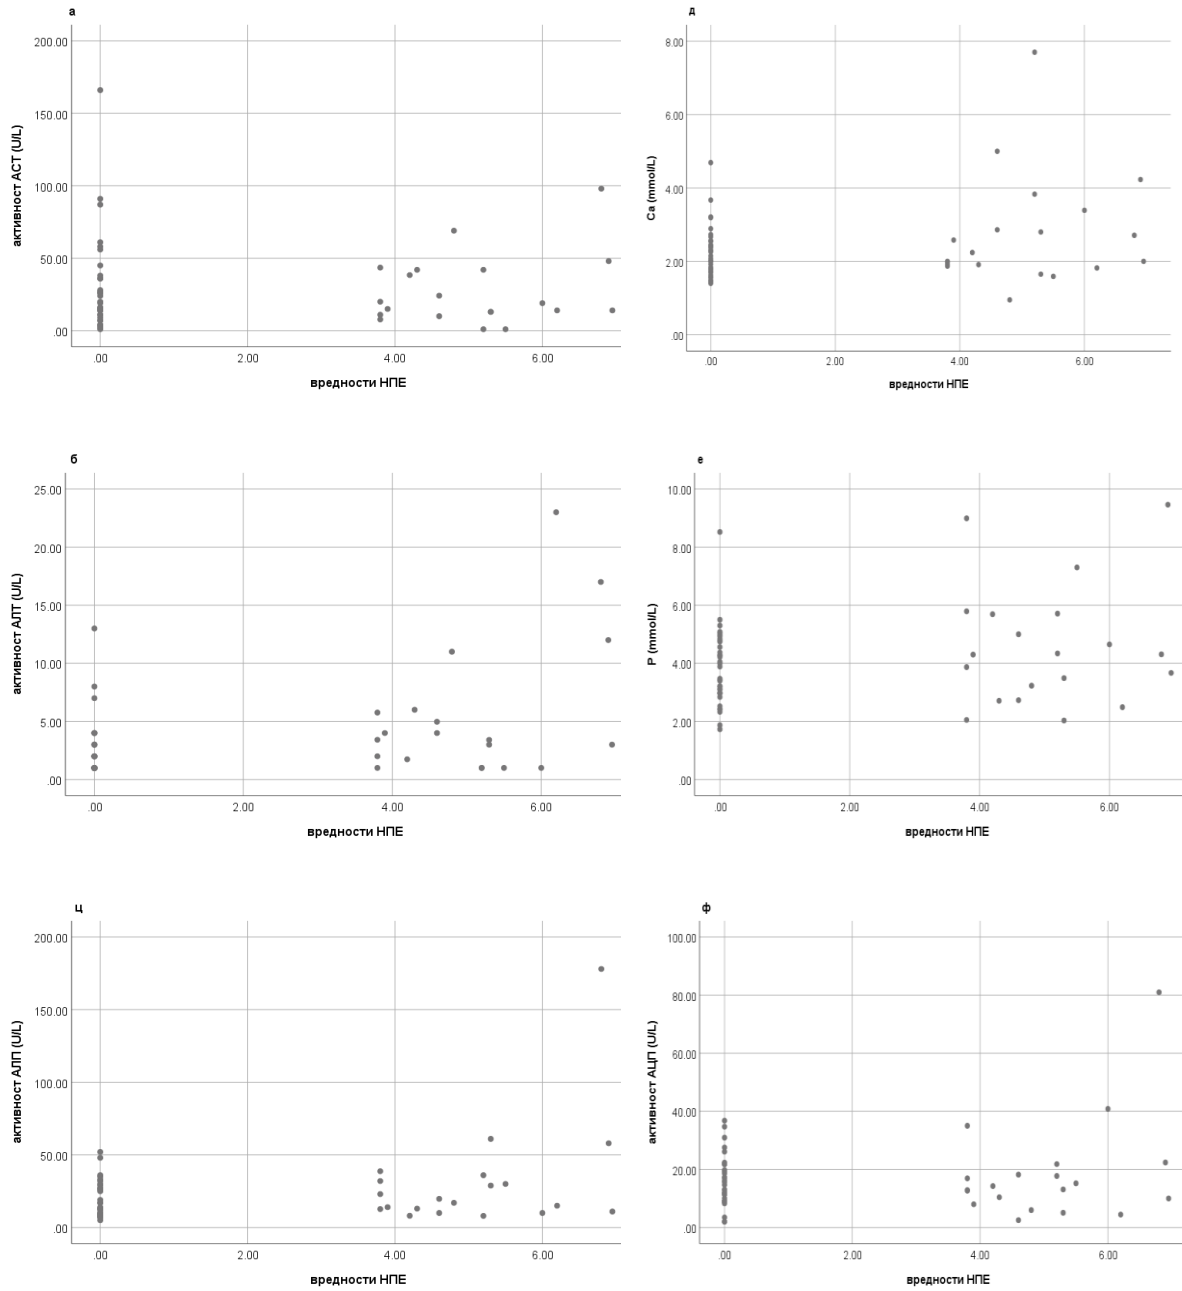 а
активност АСТ (U/L)
200.00
150.00
100.00
50.00
.00
.00 2.00 4.00 6.00
вредности НПЕ
д
Ca (mmol/L)
8.00
6.00
4.00
2.00
.00
.00 2.00 4.00 6.00
вредности НПЕ
б
активност АЛТ (U/L)
25.00
20.00
15.00
10.00
5.00
.00
.00 2.00 4.00 6.00
вредности НПЕ
е
P (mmol/L)
10.00
8.00
6.00
4.00
2.00
.00
.00 2.00 4.00 6.00
вредности НПЕ
ц
активност АЛП (U/L)
200.00
150.00
100.00
50.00
.00
.00 2.00 4.00 6.00
вредности НПЕ
ф
активност АЦП (U/L)
100.00
80.00
60.00
40.00
20.00
.00
.00 2.00 4.00 6.00
вредности НПЕ